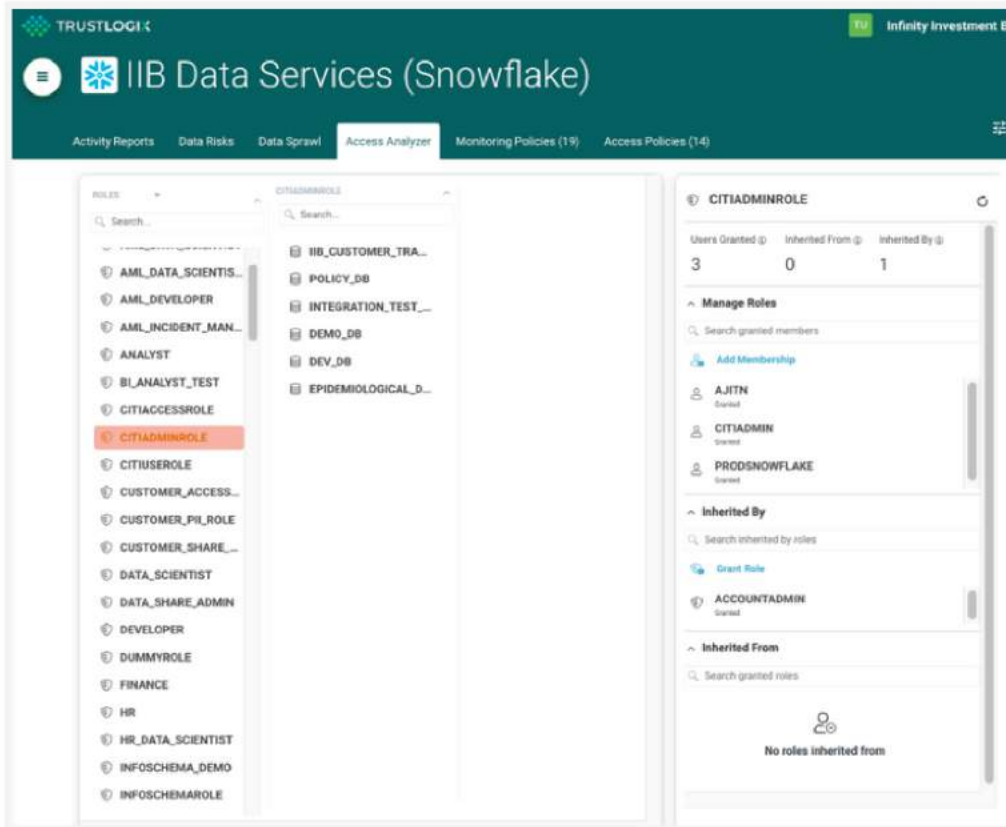 TRUSTLOGIX
TU
Infinity Investment B
IIB Data Services (Snowflake)
Activity Reports
Data Risks
Data Sprawl
Access Analyzer
Monitoring Policies (19)
Access Policies (14)
ROLES
Search...
AML_DATA_SCIENTIS...
AML_DEVELOPER
AML_INCIDENT_MAN...
ANALYST
BI_ANALYST_TEST
CITIACCESSROLE
CITIADMINROLE
CITIUSEROLE
CUSTOMER_ACCESS...
CUSTOMER_PII_ROLE
CUSTOMER_SHARE_...
DATA_SCIENTIST
DATA_SHARE_ADMIN
DEVELOPER
DUMMYROLE
FINANCE
HR
HR_DATA_SCIENTIST
INFOSCHEMA_DEMO
INFOSCHEMAROLE
CITIADMINROLE
Search...
IIB_CUSTOMER_TRA...
POLICY_DB
INTEGRATION_TEST_...
DEMO_DB
DEV_DB
EPIDEMIOLOGICAL_D...
CITIADMINROLE
Users Granted
Inherited From
Inherited By
3
0
1
Manage Roles
Search granted members
Add Membership
AJITN
Granted
CITIADMIN
Granted
PRODSNOWFLAKE
Granted
Inherited By
Search inherited by roles
Grant Role
ACCOUNTADMIN
Granted
Inherited From
Search granted roles
No roles inherited from